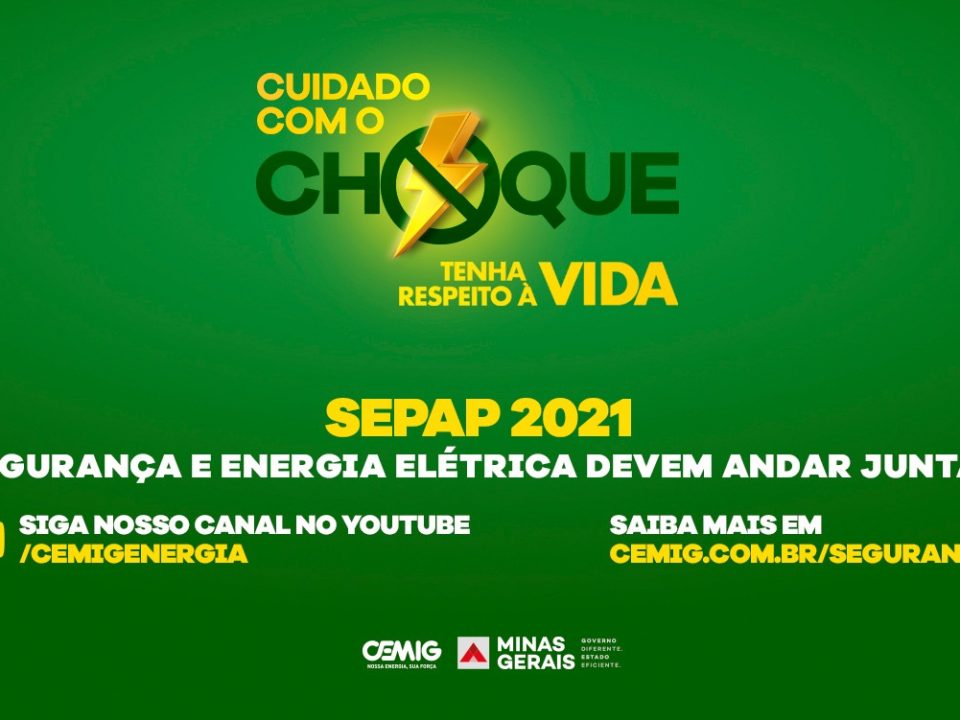 CUIDADO
COM O
CHOQUE
TENHA
RESPEITO À VIDA
SEPAP 2021
GURANÇA E ENERGIA ELÉTRICA DEVEM ANDAR JUNTA
SIGA NOSSO CANAL NO YOUTUBE
/CEMIGENERGIA
SAIBA MAIS EM
CEMIG.COM.BR/SEGURAN
CEMIG
NOSSA ENERGIA, SUA FORÇA
MINAS
GERAIS
GOVERNO
DIFERENTE.
ESTADO
EFICIENTE.